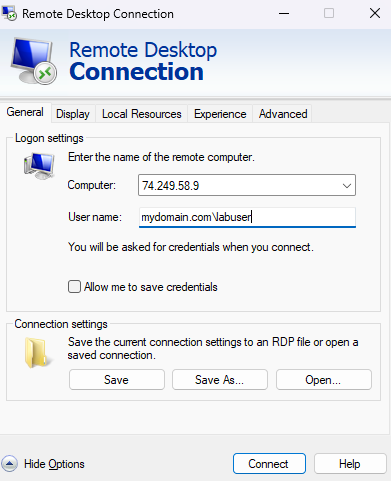 Remote Desktop Connection
Remote Desktop
Connection
General Display Local Resources Experience Advanced
Logon settings
Enter the name of the remote computer.
Computer: 74.249.58.9
User name: mydomain.com\labuser
You will be asked for credentials when you connect.
Allow me to save credentials
Connection settings
Save the current connection settings to an RDP file or open a
saved connection.
Save Save As... Open...
Hide Options Connect Help